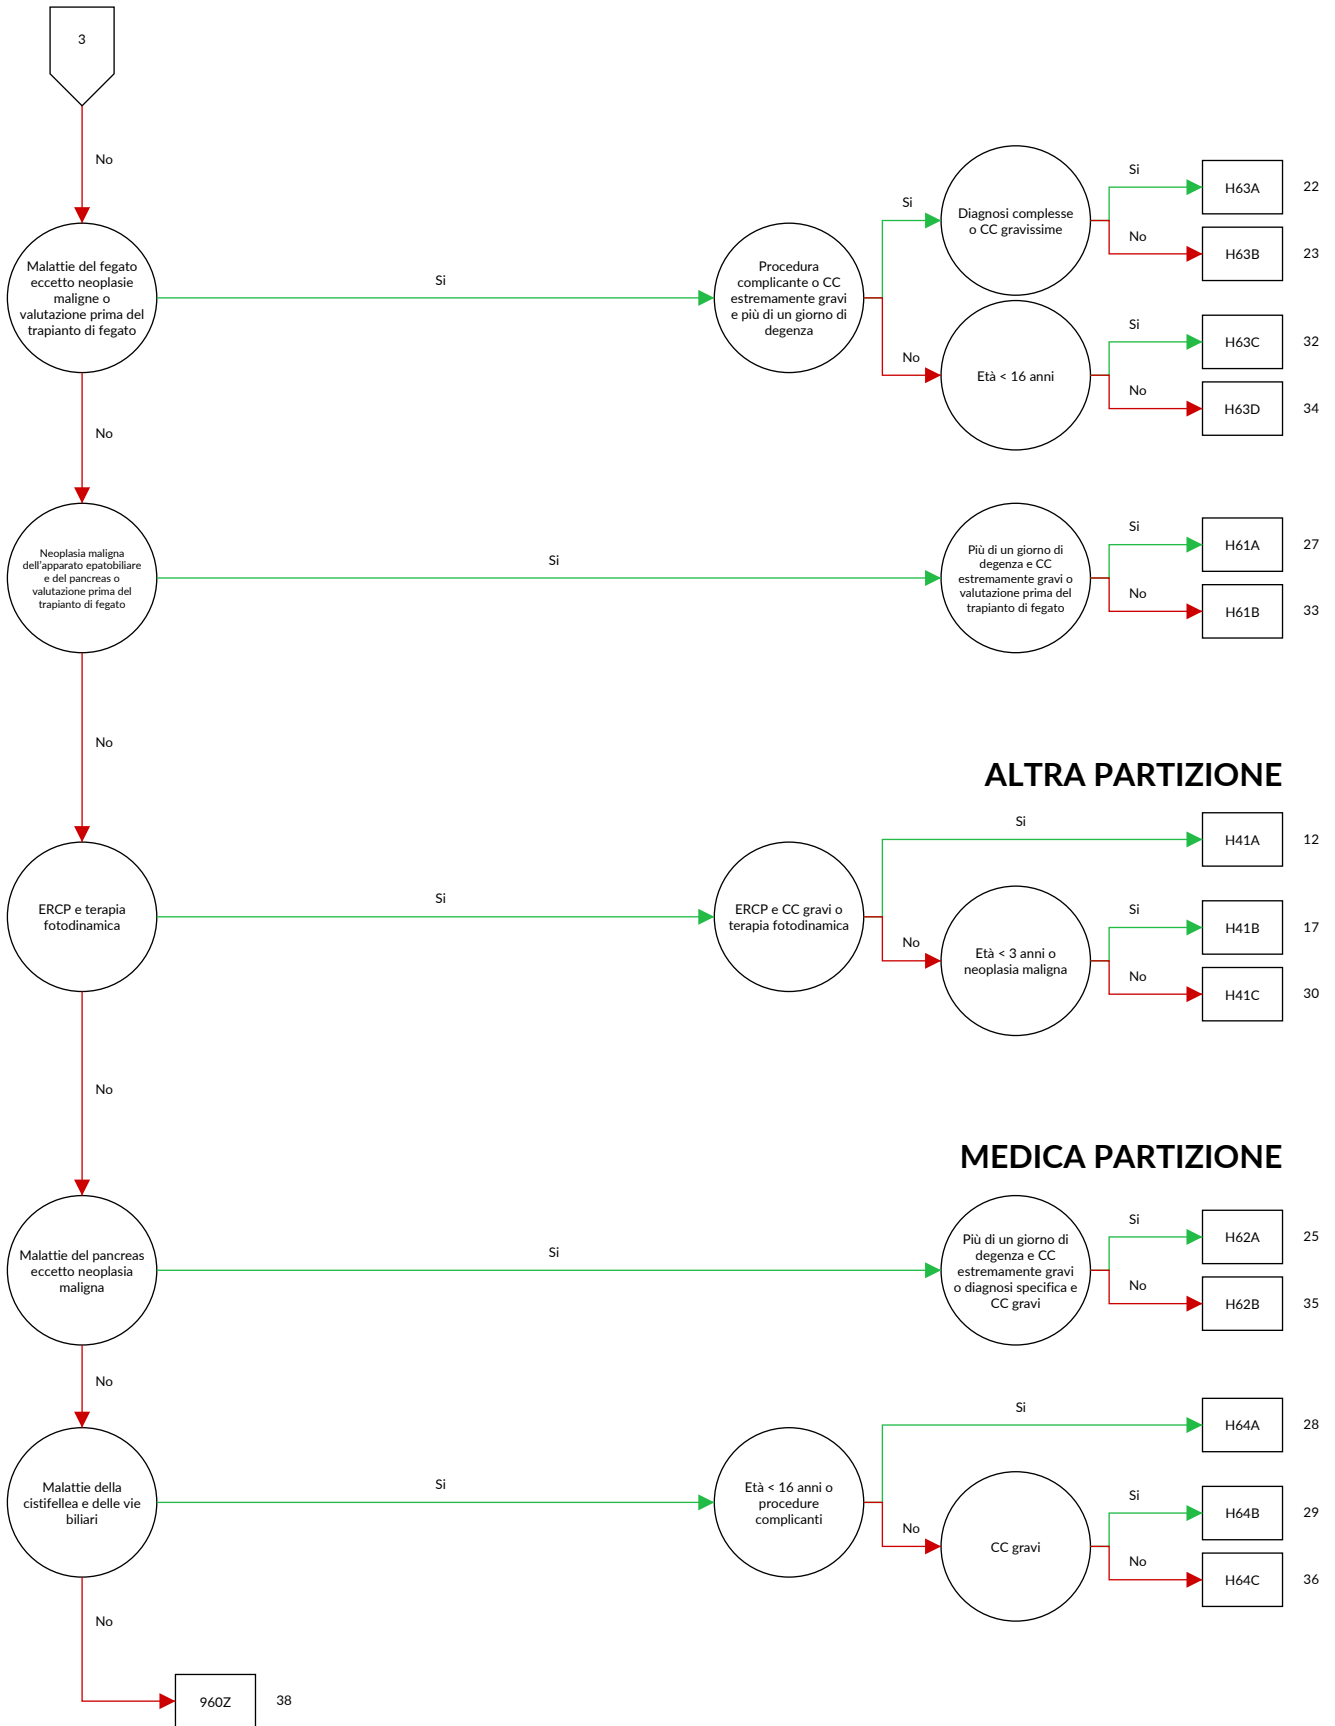 3
No
Malattie del fegato
eccetto neoplasie
maligne o
valutazione prima del
trapianto di fegato
Si
Procedura
complicante o CC
estremamente gravi
e più di un giorno di
degenza
Si
Diagnosi complesse
o CC gravissime
Si
H63A 22
No
H63B 23
No
Età < 16 anni
Si
H63C 32
No
H63D 34
No
Neoplasia maligna
dell'apparato epatobiliare
e del pancreas o
valutazione prima del
trapianto di fegato
Si
Più di un giorno di
degenza e CC
estremamente gravi o
valutazione prima del
trapianto di fegato
Si
H61A 27
No
H61B 33
No
ALTRA PARTIZIONE
ERCP e terapia
fotodinamica
Si
ERCP e CC gravi o
terapia fotodinamica
Si
H41A 12
No
Età < 3 anni o
neoplasia maligna
Si
H41B 17
No
H41C 30
No
MEDICA PARTIZIONE
Malattie del pancreas
eccetto neoplasia
maligna
Si
Più di un giorno di
degenza e CC
estremamente gravi
o diagnosi specifica e
CC gravi
Si
H62A 25
No
H62B 35
No
Malattie della
cistifellea e delle vie
biliari
Si
Età < 16 anni o
procedure
complicanti
Si
H64A 28
No
CC gravi
Si
H64B 29
No
H64C 36
No
960Z 38